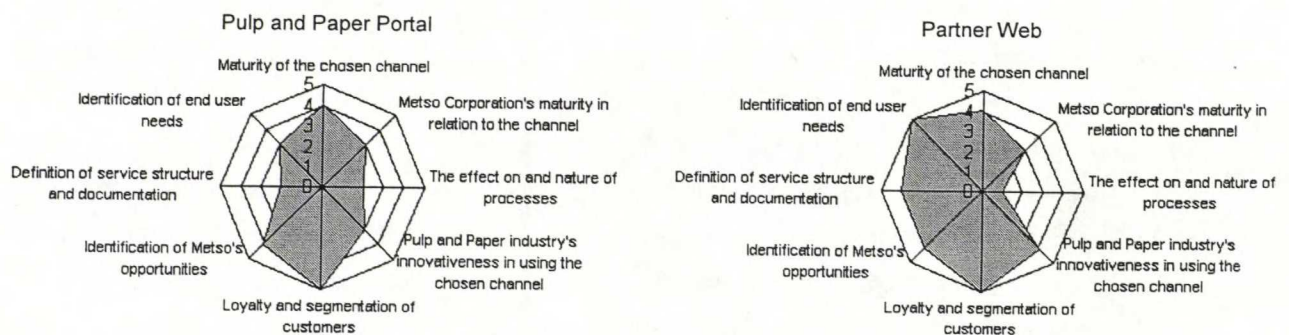 Pulp and Paper Portal
Maturity of the chosen channel
Identification of end user
needs
Metso Corporation's maturity in
relation to the channel
Definition of service structure
and documentation
The effect on and nature of
processes
Identification of Metso's
opportunities
Pulp and Paper industry's
innovativeness in using the
chosen channel
Loyalty and segmentation of
customers
5
4
3
2
1
0
Partner Web
Maturity of the chosen channel
Identification of end user
needs
Metso Corporation's maturity in
relation to the channel
Definition of service structure
and documentation
The effect on and nature of
processes
Identification of Metso's
opportunities
Pulp and Paper industry's
innovativeness in using the
chosen channel
Loyalty and segmentation of
customers
5
4
3
2
1
0